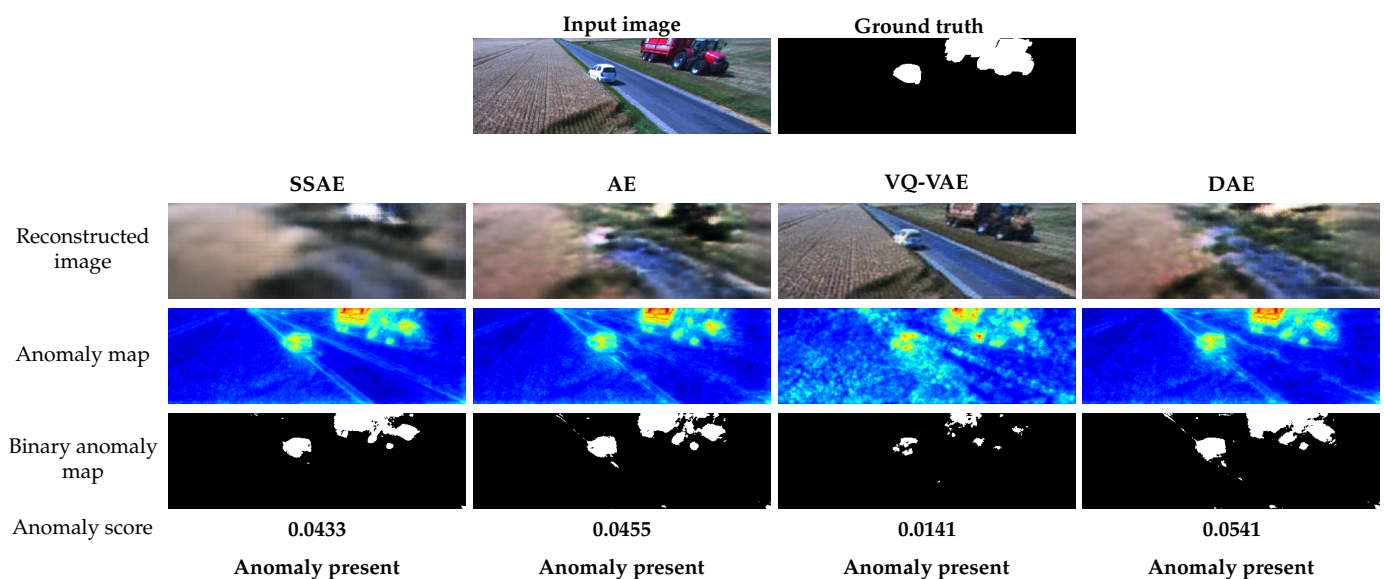 Input image Ground truth
SSAE AE VQ-VAE DAE
Reconstructed
image
Anomaly map
Binary anomaly
map
Anomaly score 0.0433 0.0455 0.0141 0.0541
Anomaly present Anomaly present Anomaly present Anomaly present